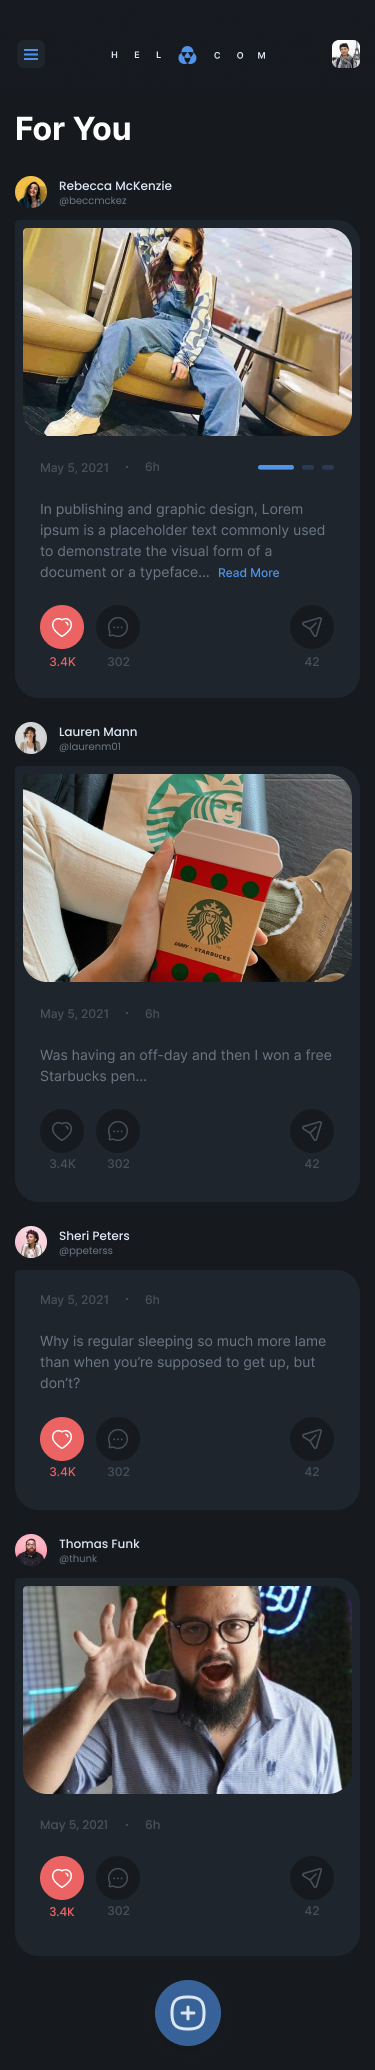 H E L C O M
For You
Rebecca McKenzie
@beccmckez
May 5, 2021 · 6h
In publishing and graphic design, Lorem
ipsum is a placeholder text commonly used
to demonstrate the visual form of a
document or a typeface... Read More
3.4K 302 42
Lauren Mann
@laurenm01
JAMY · STARBUCKS
May 5, 2021 · 6h
Was having an off-day and then I won a free
Starbucks pen...
3.4K 302 42
Sheri Peters
@ppeterss
May 5, 2021 · 6h
Why is regular sleeping so much more lame
than when you're supposed to get up, but
don't?
3.4K 302 42
Thomas Funk
@thunk
May 5, 2021 · 6h
3.4K 302 42